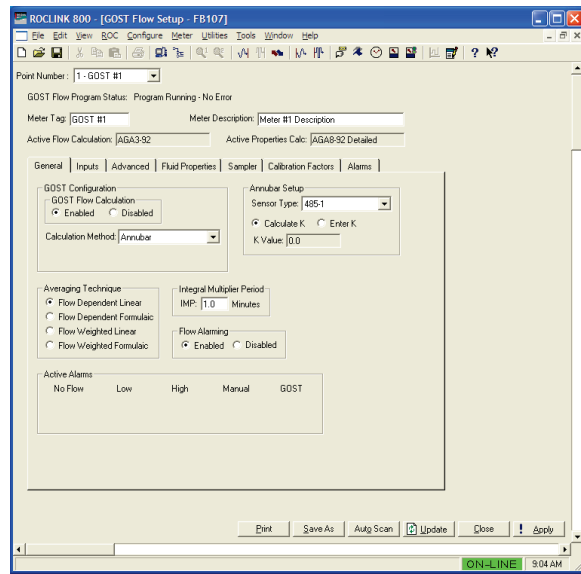 ROCLINK 800 - [GOST Flow Setup - FB107]
File Edit View ROC Configure Meter Utilities Tools Window Help
Point Number: 1 - GOST #1
GOST Flow Program Status: Program Running - No Error
Meter Tag: GOST #1 Meter Description: Meter #1 Description
Active Flow Calculation: AGA3-92 Active Properties Calc: AGA8-92 Detailed
General Inputs Advanced Fluid Properties Sampler Calibration Factors Alarms
GOST Configuration
GOST Flow Calculation
Enabled Disabled
Calculation Method: Annubar
Annubar Setup
Sensor Type: 485-1
Calculate K Enter K
K Value: 0.0
Averaging Technique
Flow Dependent Linear
Flow Dependent Formulaic
Flow Weighted Linear
Flow Weighted Formulaic
Integral Multiplier Period
IMP: 1.0 Minutes
Flow Alarming
Enabled Disabled
Active Alarms
No Flow Low High Manual GOST
Print Save As Auto Scan Update Close ! Apply
ON-LINE 9:04 AM